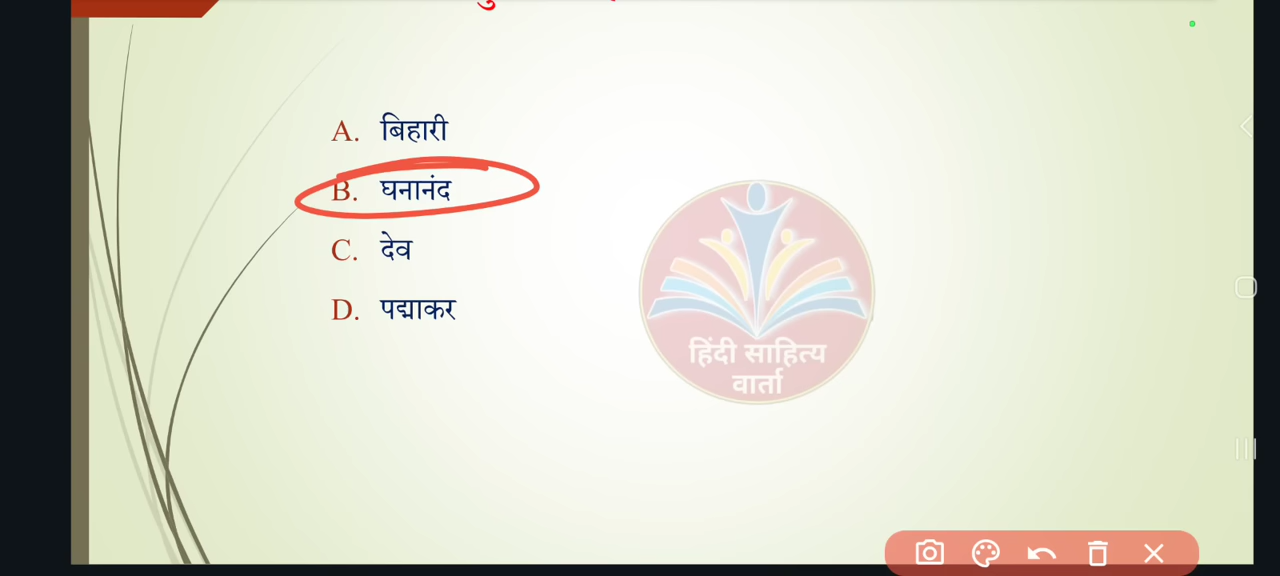 A. बिहारी
B. घनानंद
C. देव
D. पद्माकर
हिंदी साहित्य
वार्ता